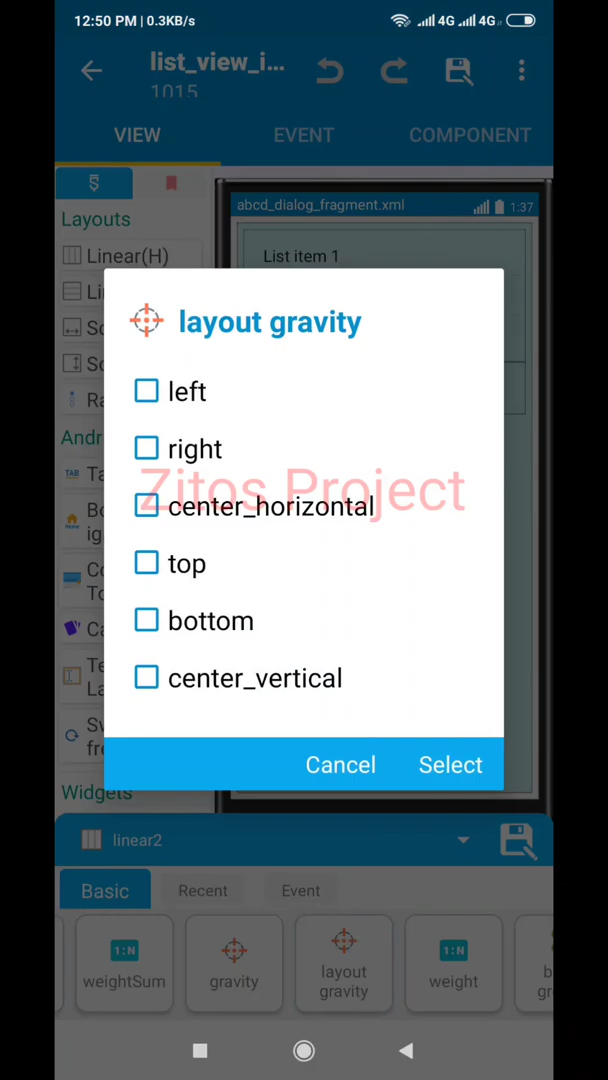 12:50 PM | 0.3KB/s
4G 4G
list_view_i...
1015
VIEW
EVENT
COMPONENT
Layouts
abcd_dialog_fragment.xml
1:37
Linear(H)
List item 1
layout gravity
left
right
Zitos Project
center_horizontal
top
bottom
center_vertical
Cancel
Select
Widgets
linear2
Basic
Recent
Event
1:N
weightSum
gravity
layout
gravity
1:N
weight